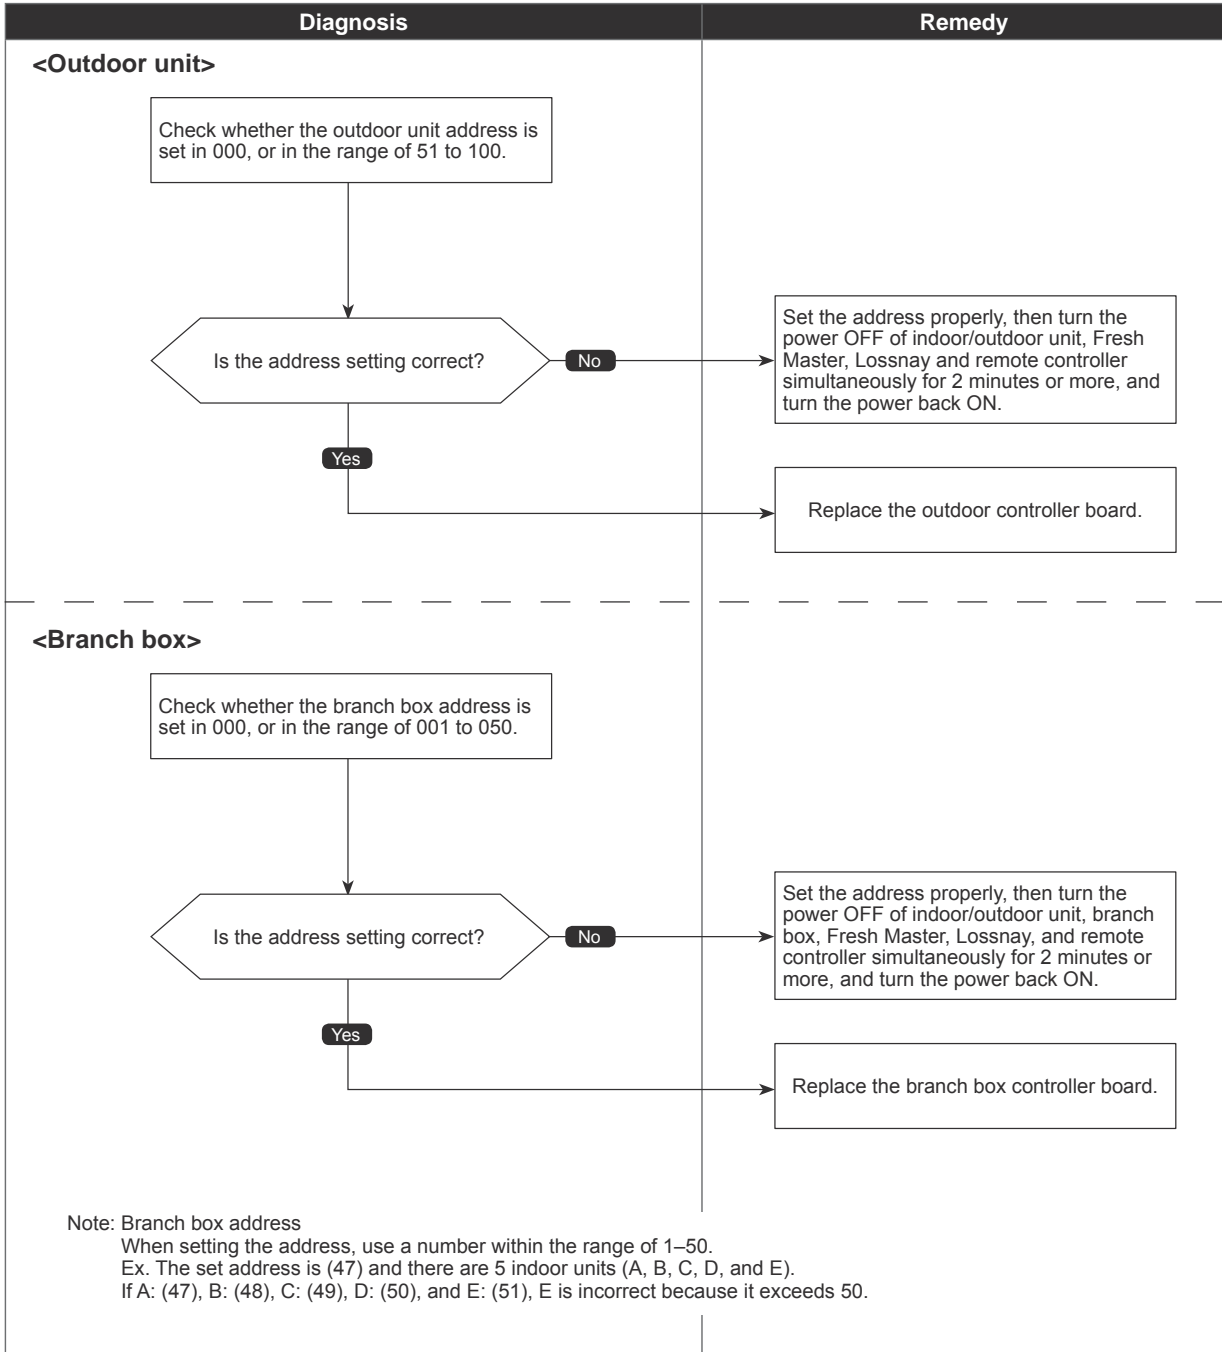 Diagnosis
Remedy
<Outdoor unit>
Check whether the outdoor unit address is
set in 000, or in the range of 51 to 100.
Is the address setting correct?
No
Set the address properly, then turn the
power OFF of indoor/outdoor unit, Fresh
Master, Lossnay and remote controller
simultaneously for 2 minutes or more, and
turn the power back ON.
Yes
Replace the outdoor controller board.
<Branch box>
Check whether the branch box address is
set in 000, or in the range of 001 to 050.
Is the address setting correct?
No
Set the address properly, then turn the
power OFF of indoor/outdoor unit, branch
box, Fresh Master, Lossnay, and remote
controller simultaneously for 2 minutes or
more, and turn the power back ON.
Yes
Replace the branch box controller board.
Note: Branch box address
When setting the address, use a number within the range of 1–50.
Ex. The set address is (47) and there are 5 indoor units (A, B, C, D, and E).
If A: (47), B: (48), C: (49), D: (50), and E: (51), E is incorrect because it exceeds 50.